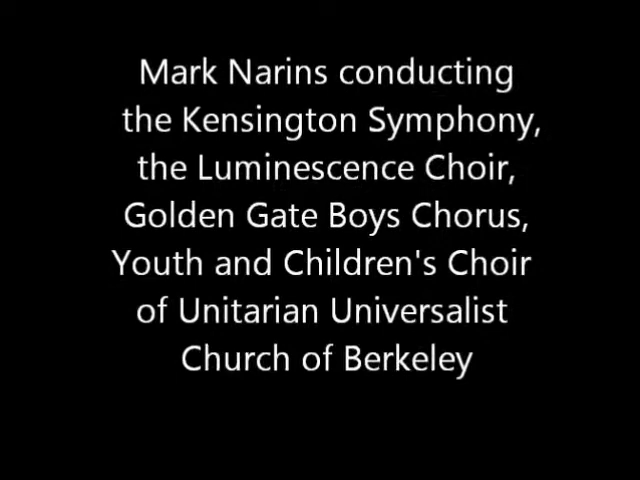 Mark Narins conducting
the Kensington Symphony,
the Luminescence Choir,
Golden Gate Boys Chorus,
Youth and Children's Choir
of Unitarian Universalist
Church of Berkeley